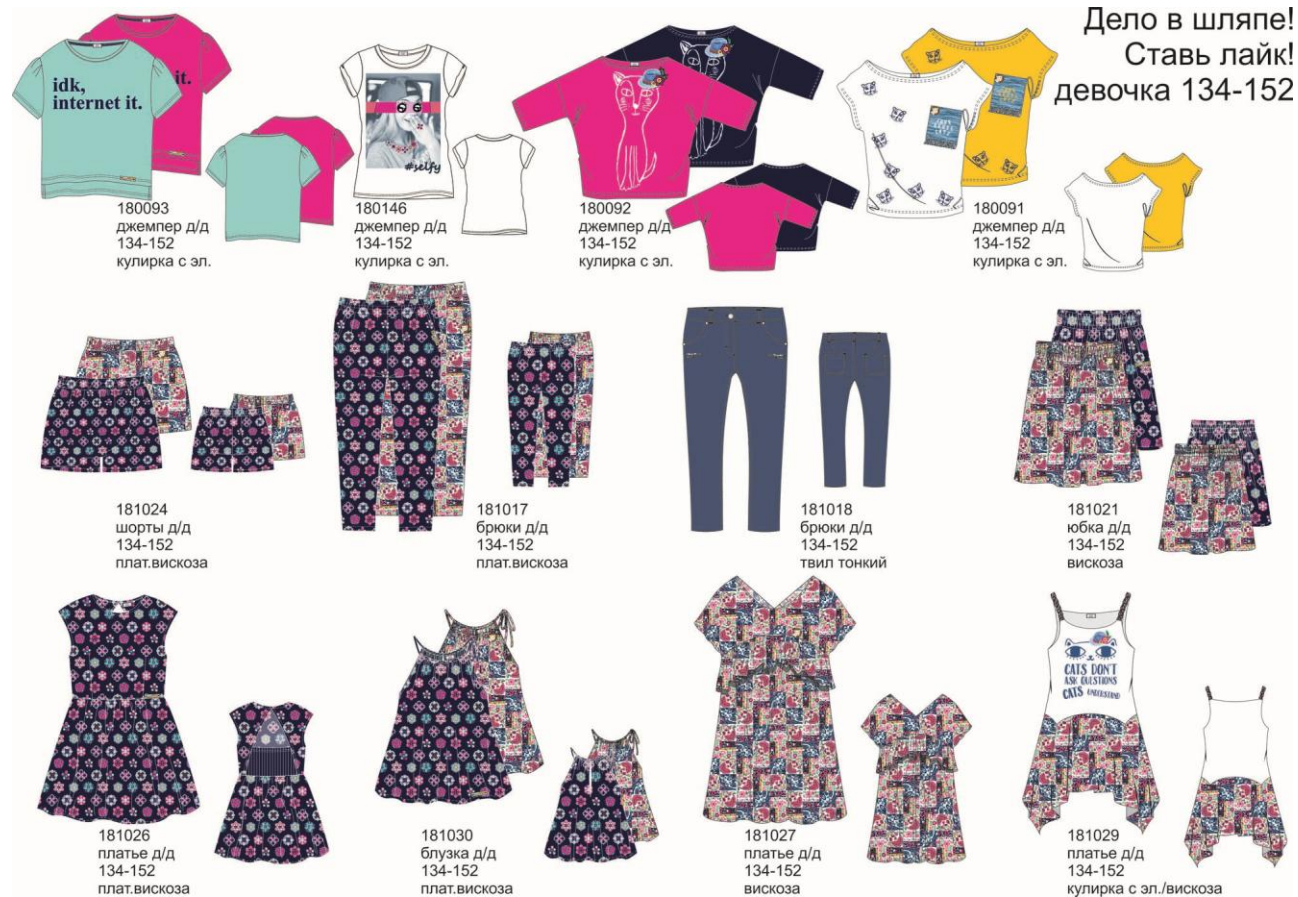 Дело в шляпе!
Ставь лайк!
девочка 134-152
idk,
internet it.
it.
#selfy
180093
джемпер д/д
134-152
кулирка с эл.
180146
джемпер д/д
134-152
кулирка с эл.
180092
джемпер д/д
134-152
кулирка с эл.
180091
джемпер д/д
134-152
кулирка с эл.
181024
шорты д/д
134-152
плат.вискоза
181017
брюки д/д
134-152
плат.вискоза
181018
брюки д/д
134-152
твил тонкий
181021
юбка д/д
134-152
вискоза
CATS DON'T
ASK QUESTIONS
CATS UNDERSTAND
181026
платье д/д
134-152
плат.вискоза
181030
блузка д/д
134-152
плат.вискоза
181027
платье д/д
134-152
вискоза
181029
платье д/д
134-152
кулирка с эл./вискоза